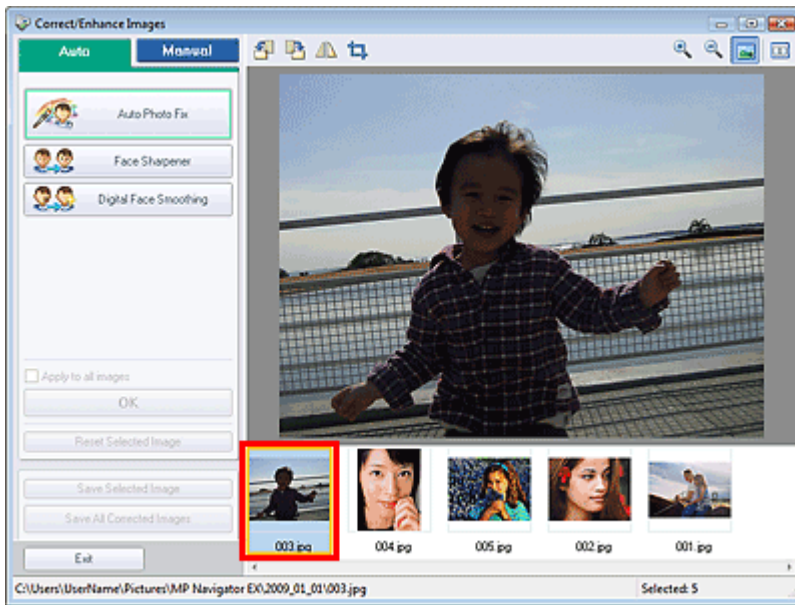 Correct/Enhance Images
Auto
Manual
Auto Photo Fix
Face Sharpener
Digital Face Smoothing
Apply to all images
OK
Reset Selected Image
Save Selected Image
Save All Corrected Images
Exit
003.jpg
004.jpg
005.jpg
002.jpg
001.jpg
C:\Users\UserName\Pictures\MP Navigator EX\2009_01_01\003.jpg
Selected: 5